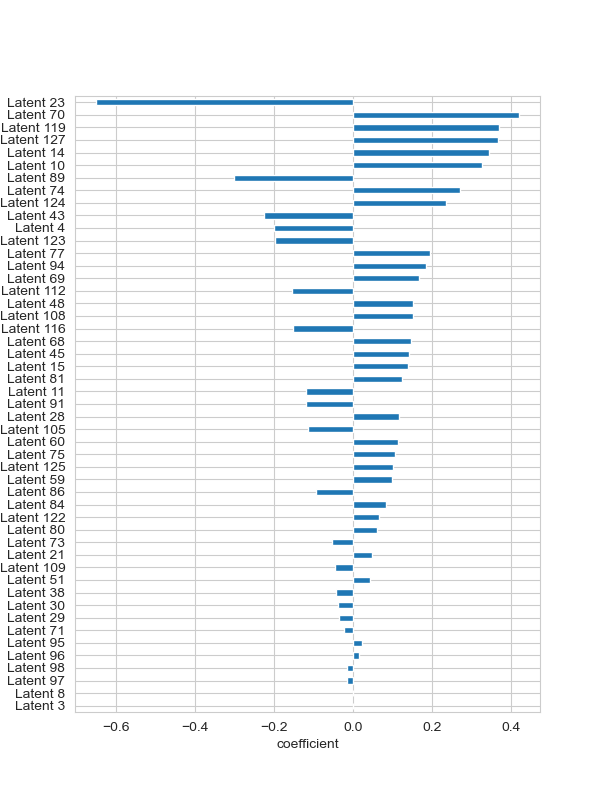 Latent 23
Latent 70
Latent 119
Latent 127
Latent 14
Latent 10
Latent 89
Latent 74
Latent 124
Latent 43
Latent 4
Latent 123
Latent 77
Latent 94
Latent 69
Latent 112
Latent 48
Latent 108
Latent 116
Latent 68
Latent 45
Latent 15
Latent 81
Latent 11
Latent 91
Latent 28
Latent 105
Latent 60
Latent 75
Latent 125
Latent 59
Latent 86
Latent 84
Latent 122
Latent 80
Latent 73
Latent 21
Latent 109
Latent 51
Latent 38
Latent 30
Latent 29
Latent 71
Latent 95
Latent 96
Latent 98
Latent 97
Latent 8
Latent 3
−0.6 −0.4 −0.2 0.0 0.2 0.4
coefficient